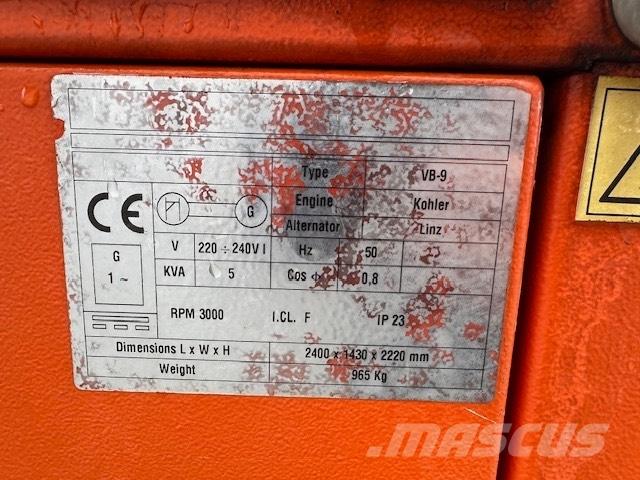 Type VB-9
CE Engine Kohler
G Alternator Linz
G V 220 ÷ 240V I Hz 50
1 ~ KVA 5 Cos ϕ 0,8
RPM 3000 I.CL. F IP 23
Dimensions L x W x H 2400 x 1430 x 2220 mm
Weight 965 Kg
MASCUS